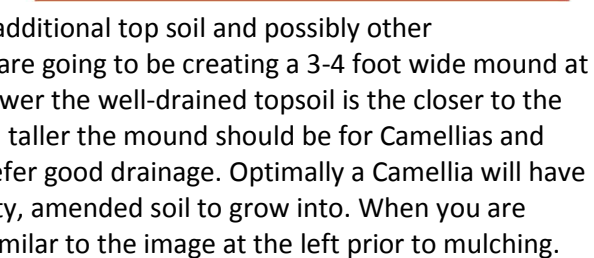 additional top soil and possibly other
are going to be creating a 3-4 foot wide mound at
wer the well-drained topsoil is the closer to the
taller the mound should be for Camellias and
efer good drainage. Optimally a Camellia will have
ty, amended soil to grow into. When you are
milar to the image at the left prior to mulching.